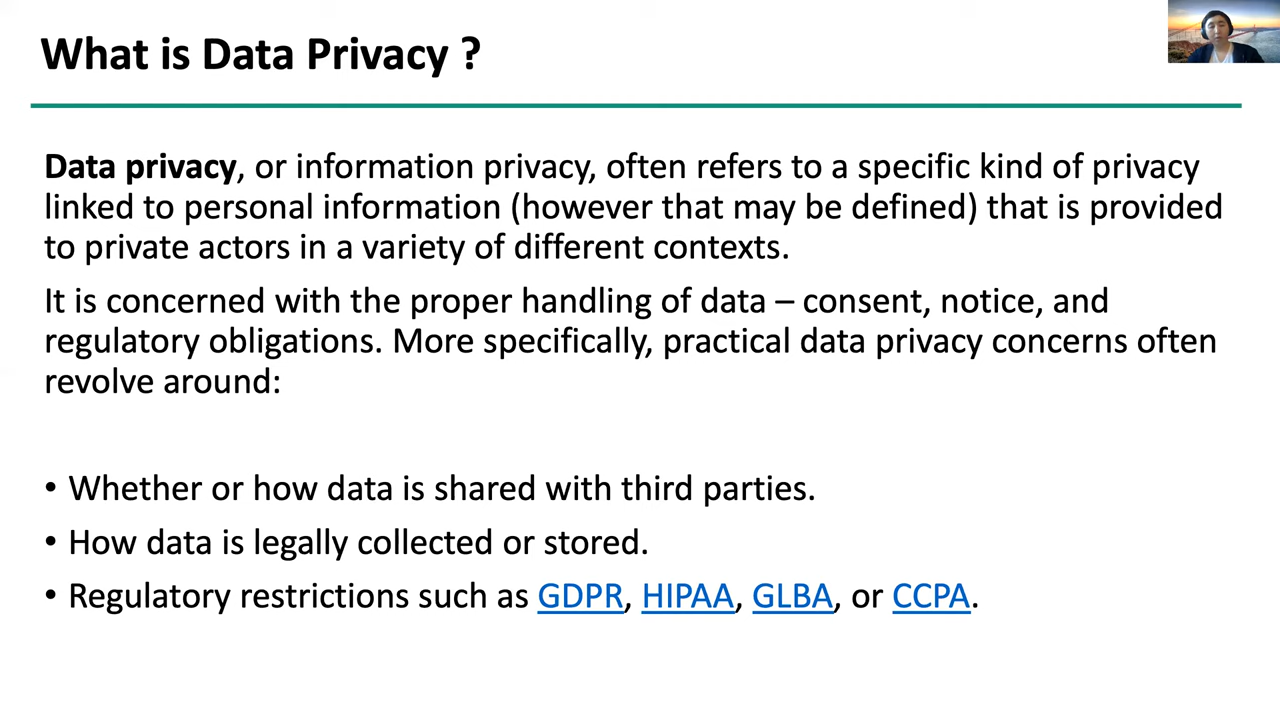 What is Data Privacy ?
Data privacy, or information privacy, often refers to a specific kind of privacy
linked to personal information (however that may be defined) that is provided
to private actors in a variety of different contexts.
It is concerned with the proper handling of data – consent, notice, and
regulatory obligations. More specifically, practical data privacy concerns often
revolve around:
• Whether or how data is shared with third parties.
• How data is legally collected or stored.
• Regulatory restrictions such as GDPR, HIPAA, GLBA, or CCPA.